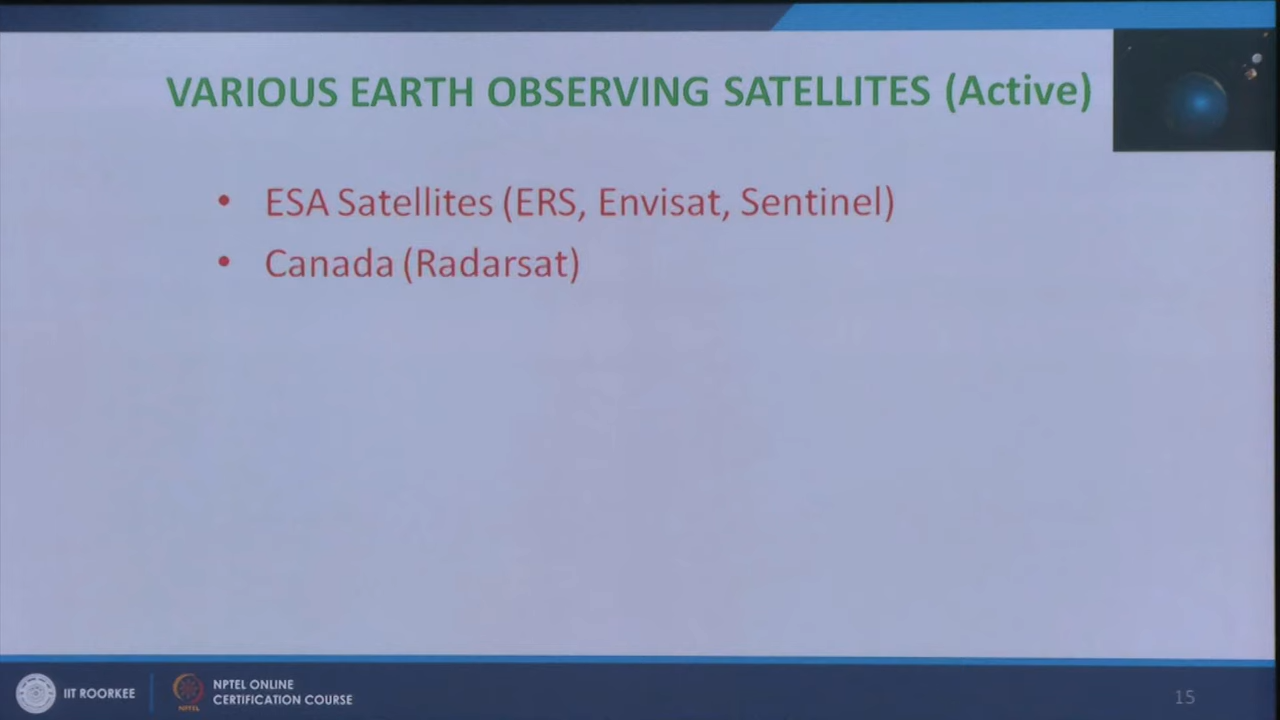 VARIOUS EARTH OBSERVING SATELLITES (Active)
• ESA Satellites (ERS, Envisat, Sentinel)
• Canada (Radarsat)
IIT ROORKEE
NPTEL ONLINE
CERTIFICATION COURSE
15